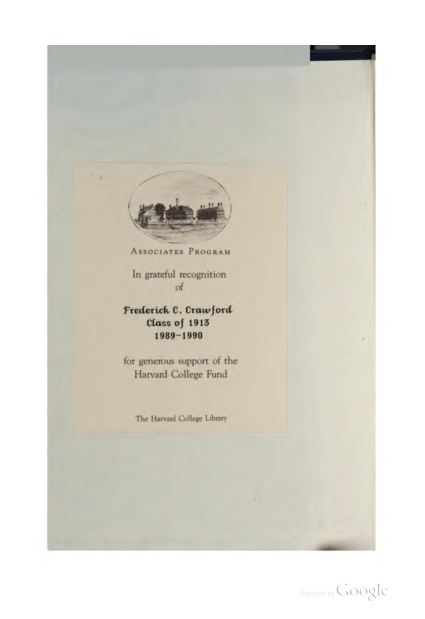 ASSOCIATES PROGRAM
In grateful recognition
of
Frederick C. Crawford
Class of 1913
1989-1990
for generous support of the
Harvard College Fund
The Harvard College Library
Digitized by Google